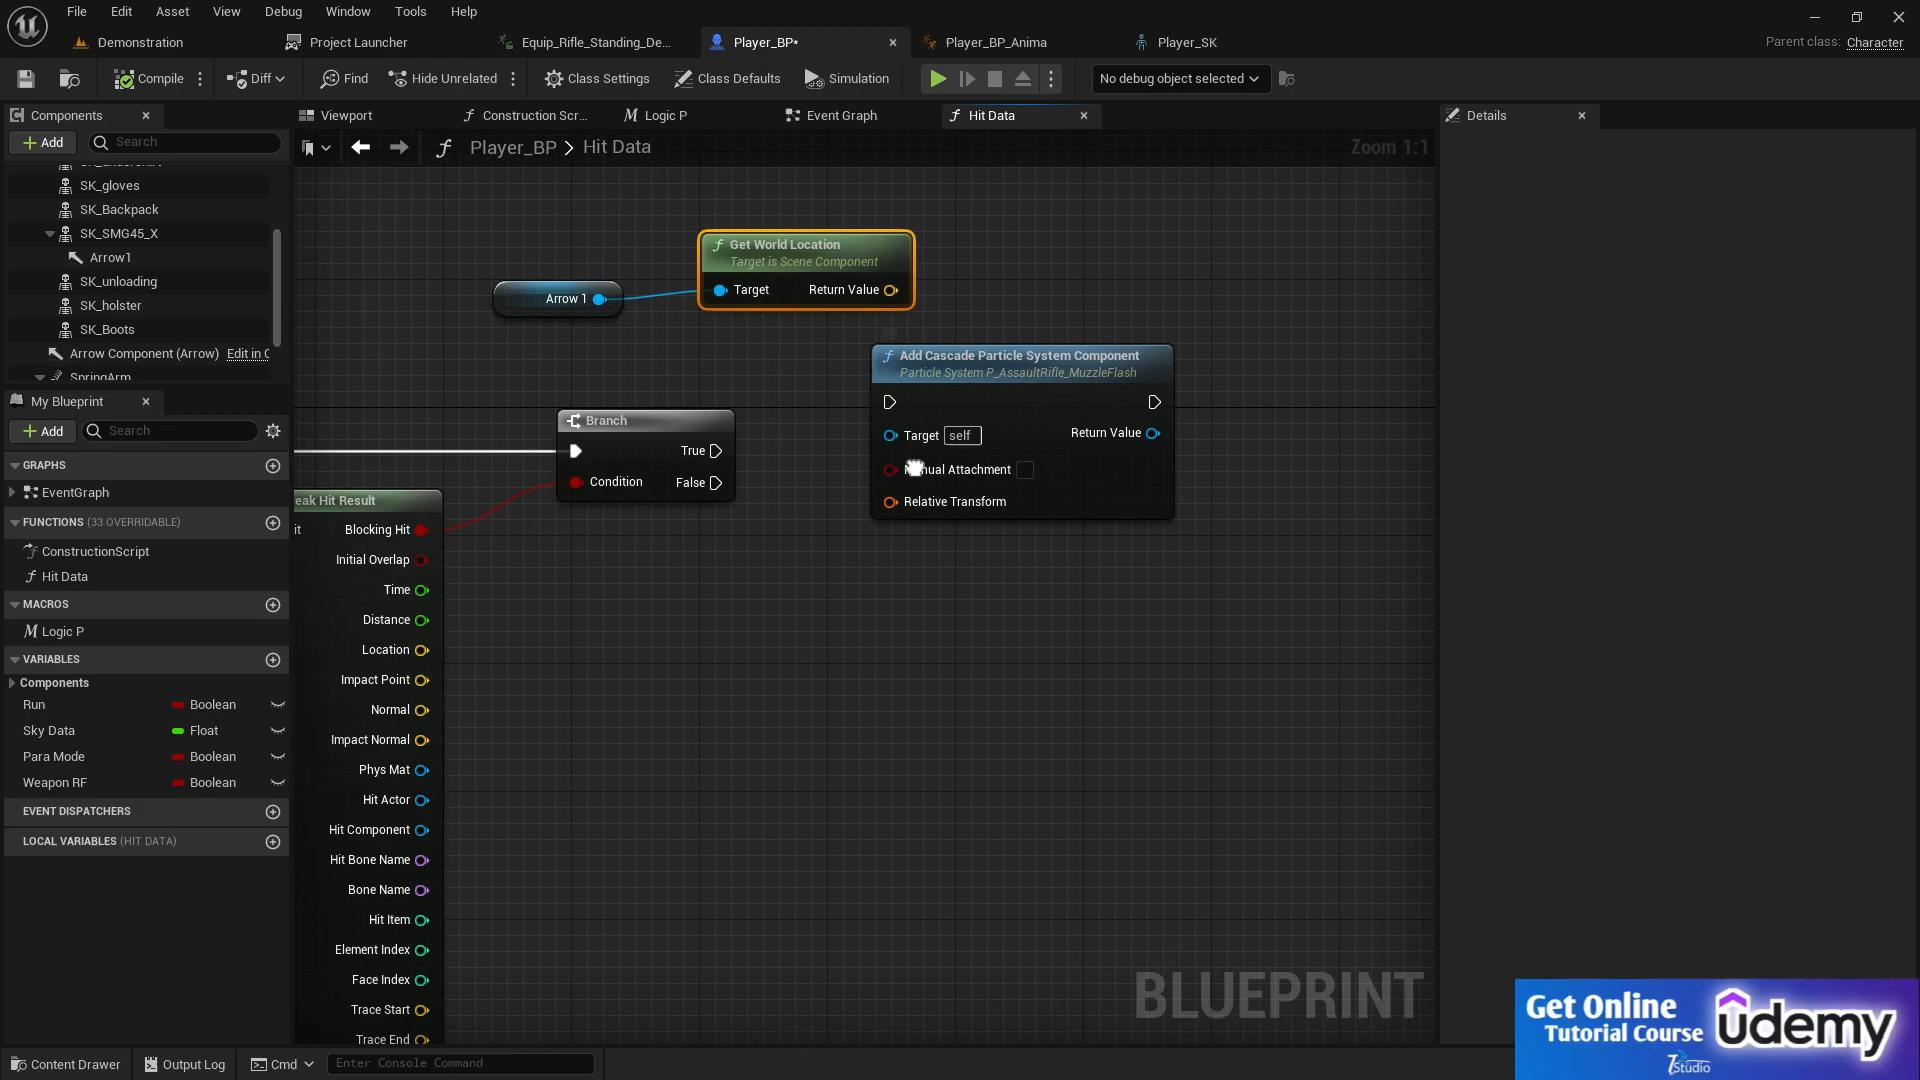 File Edit Asset View Debug Window Tools Help
Demonstration Project Launcher Equip_Rifle_Standing_De... Player_BP* Player_BP_Anima Player_SK Parent class: Character
Compile Diff Find Hide Unrelated Class Settings Class Defaults Simulation No debug object selected
Components
Viewport Construction Scr... Logic P Event Graph Hit Data
Details
Add Search
Player_BP > Hit Data
Zoom 1:1
SK_gloves
SK_Backpack
SK_SMG45_X
Arrow1
SK_unloading
SK_holster
SK_Boots
Arrow Component (Arrow) Edit in C
SpringArm
My Blueprint
Add Search
GRAPHS
EventGraph
FUNCTIONS (33 OVERRIDABLE)
ConstructionScript
Hit Data
MACROS
Logic P
VARIABLES
Components
Run Boolean
Sky Data Float
Para Mode Boolean
Weapon RF Boolean
EVENT DISPATCHERS
LOCAL VARIABLES (HIT DATA)
Arrow 1
Get World Location
Target is Scene Component
Target Return Value
Add Cascade Particle System Component
Particle System P_AssaultRifle_MuzzleFlash
Target self Return Value
nual Attachment
Relative Transform
Branch
True
Condition False
eak Hit Result
it Blocking Hit
Initial Overlap
Time
Distance
Location
Impact Point
Normal
Impact Normal
Phys Mat
Hit Actor
Hit Component
Hit Bone Name
Bone Name
Hit Item
Element Index
Face Index
Trace Start
Trace End
BLUEPRINT
Get Online
Tutorial Course
udemy
7Studio
Content Drawer Output Log Cmd Enter Console Command